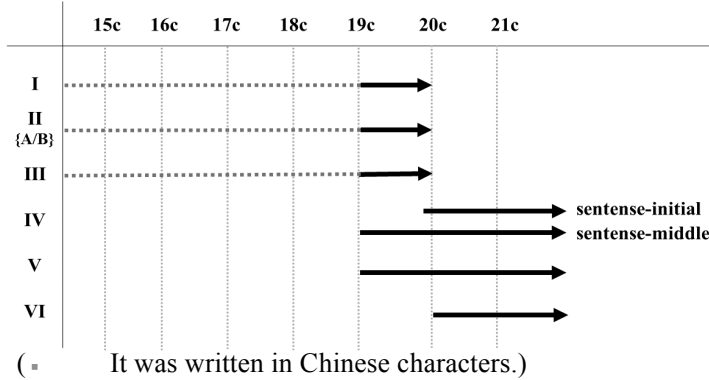 15c 16c 17c 18c 19c 20c 21c
I
II
{A/B}
III
IV
sentense-initial
sentense-middle
V
VI
( ▪ It was written in Chinese characters.)